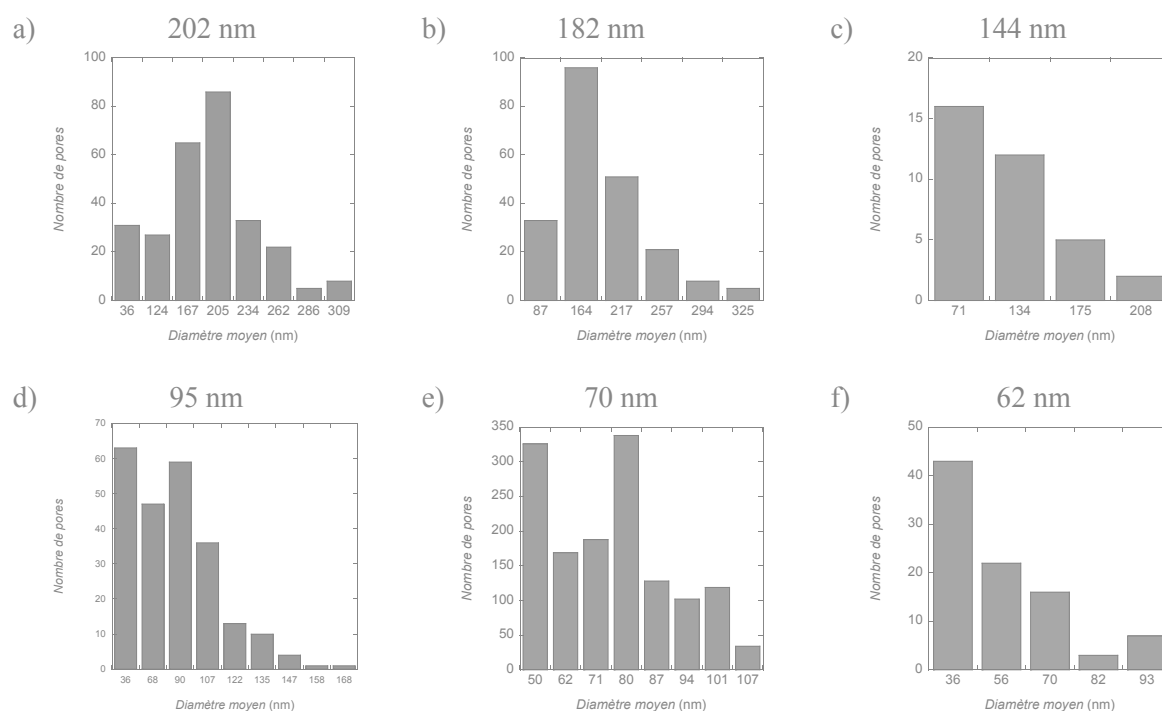 a) 202 nm
100
80
60
40
20
0
Nombre de pores
36 124 167 205 234 262 286 309
Diamètre moyen (nm)
b) 182 nm
100
80
60
40
20
0
Nombre de pores
87 164 217 257 294 325
Diamètre moyen (nm)
c) 144 nm
20
15
10
5
0
Nombre de pores
71 134 175 208
Diamètre moyen (nm)
d) 95 nm
70
60
50
40
30
20
10
0
Nombre de pores
36 68 90 107 122 135 147 158 168
Diamètre moyen (nm)
e) 70 nm
350
300
250
200
150
100
50
0
Nombre de pores
50 62 71 80 87 94 101 107
Diamètre moyen (nm)
f) 62 nm
50
40
30
20
10
0
Nombre de pores
36 56 70 82 93
Diamètre moyen (nm)